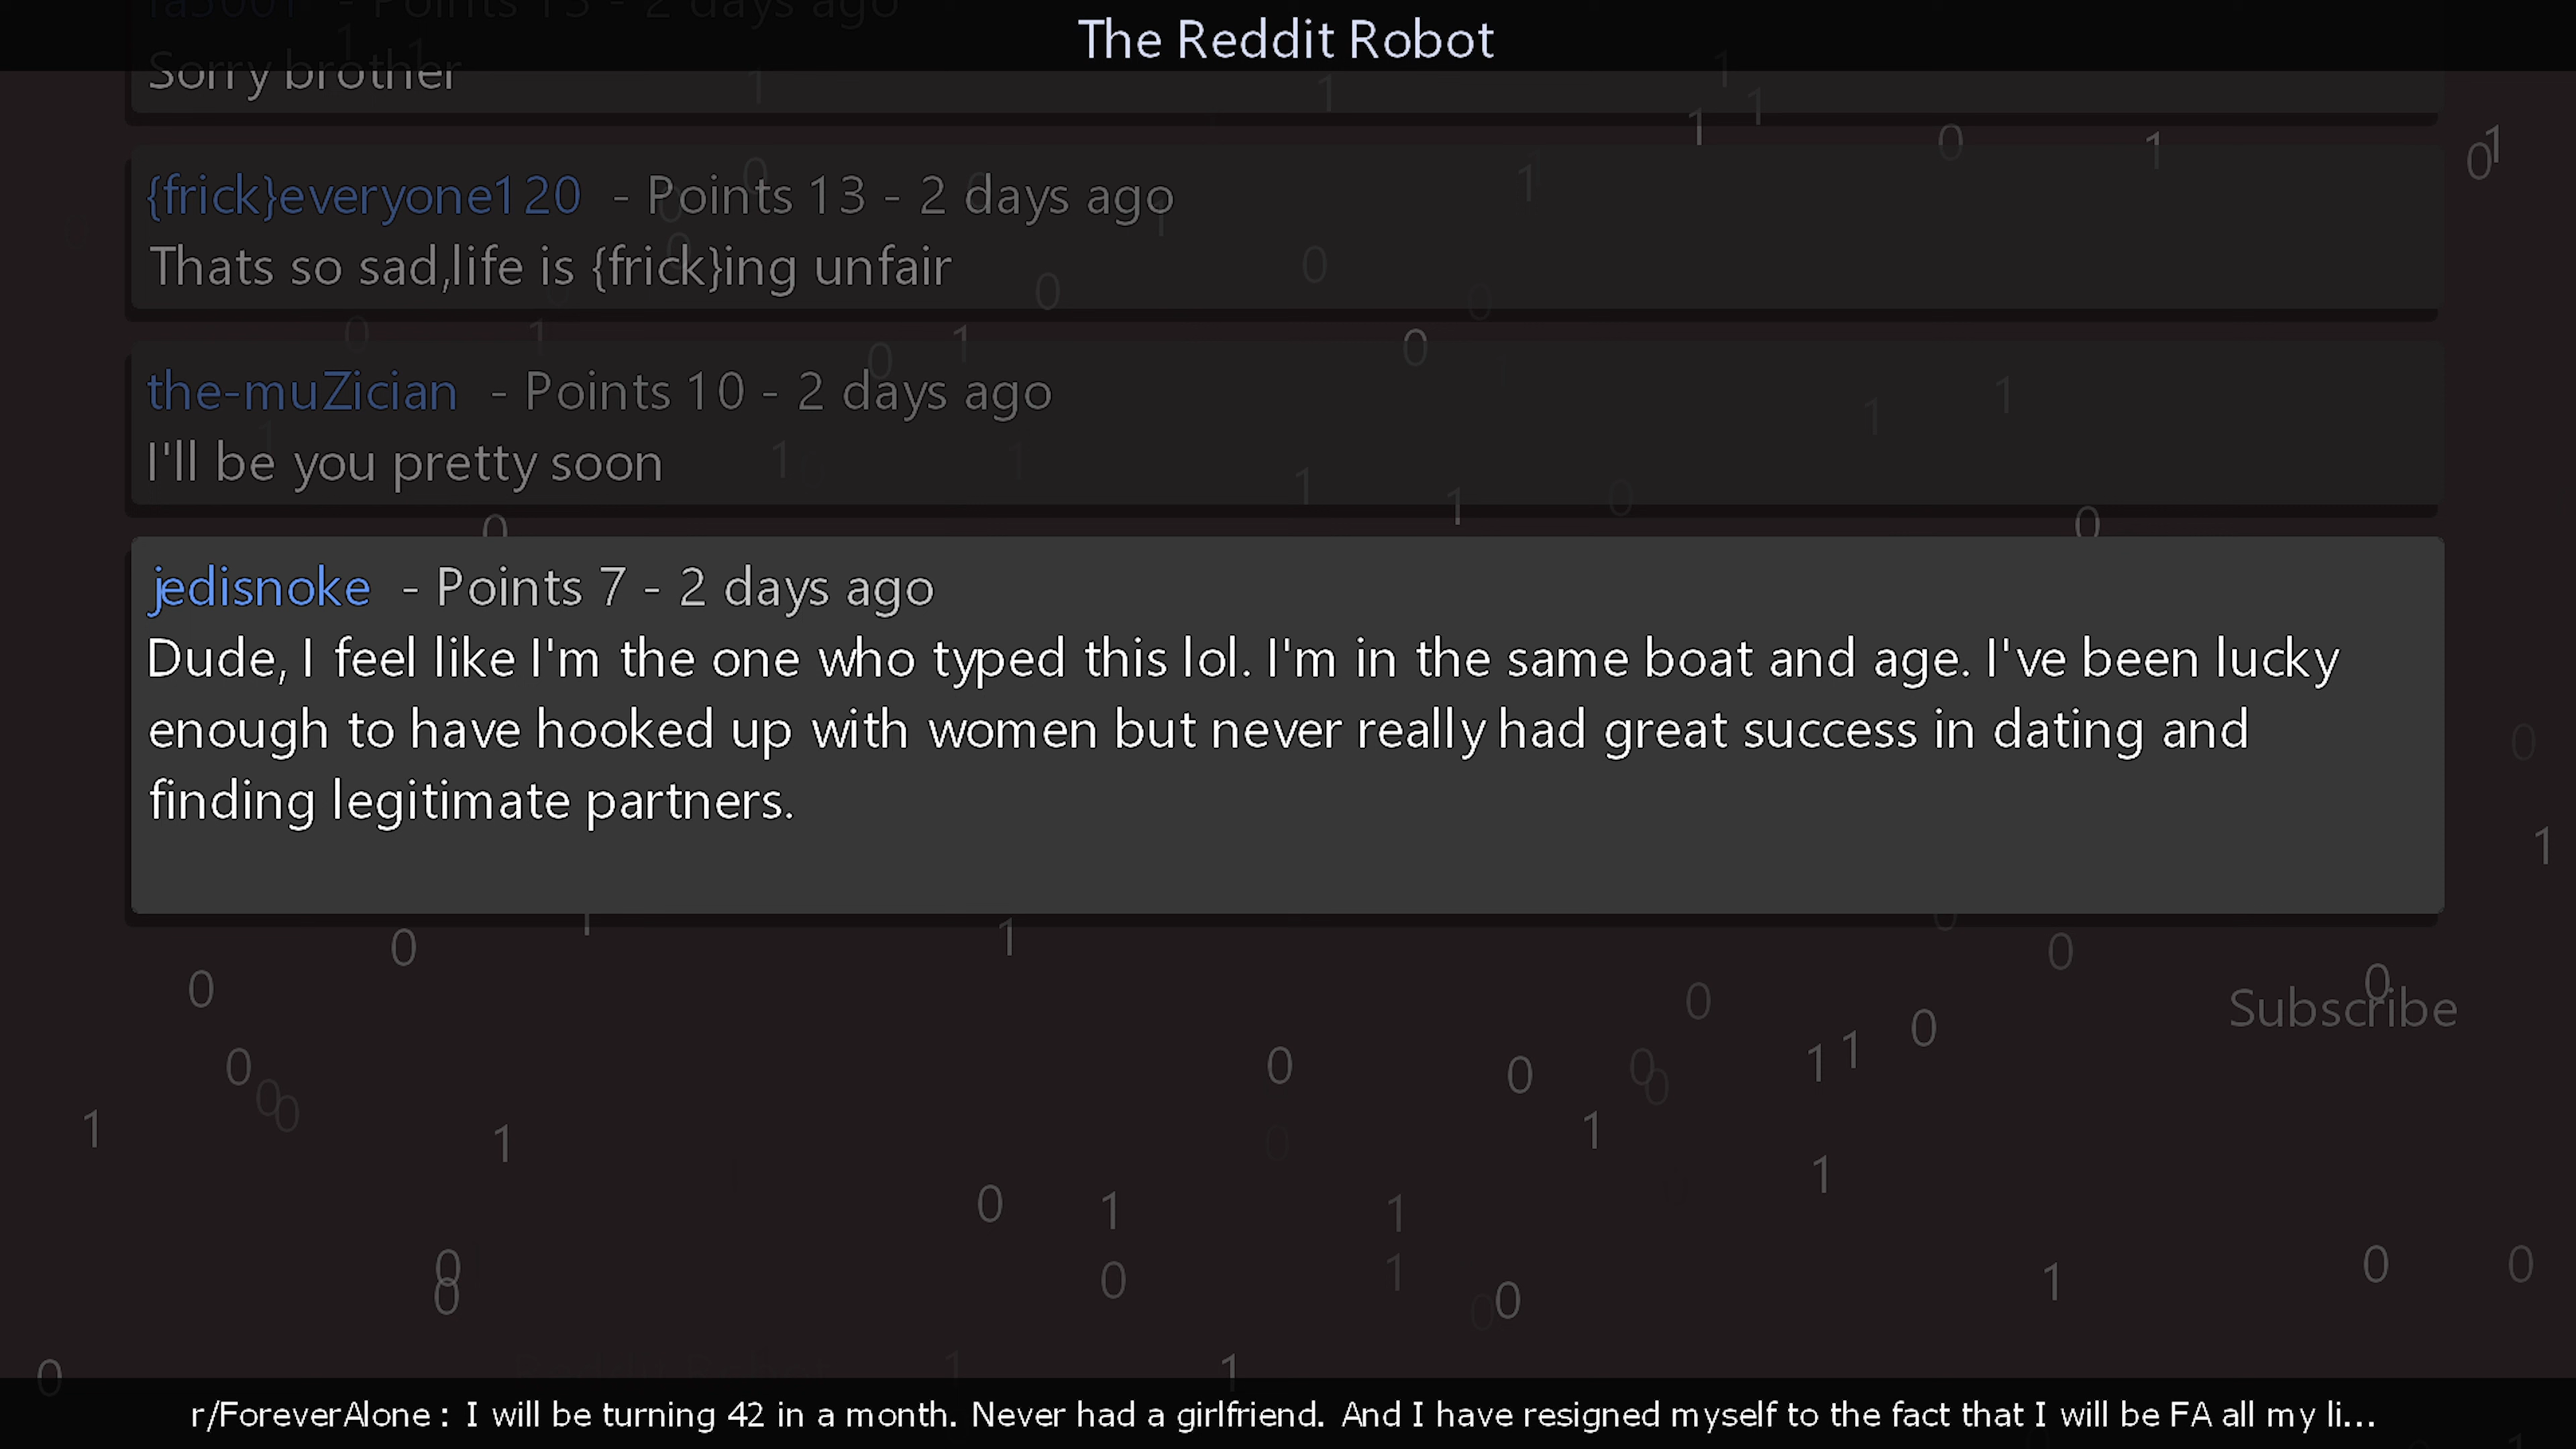 The Reddit Robot
- Points 13 - 2 days ago
Sorry brother
{frick}everyone120 - Points 13 - 2 days ago
Thats so sad,life is {frick}ing unfair
the-muZician - Points 10 - 2 days ago
I'll be you pretty soon
jedisnoke - Points 7 - 2 days ago
Dude, I feel like I'm the one who typed this lol. I'm in the same boat and age. I've been lucky
enough to have hooked up with women but never really had great success in dating and
finding legitimate partners.
Subscribe
r/ForeverAlone : I will be turning 42 in a month. Never had a girlfriend. And I have resigned myself to the fact that I will be FA all my li...